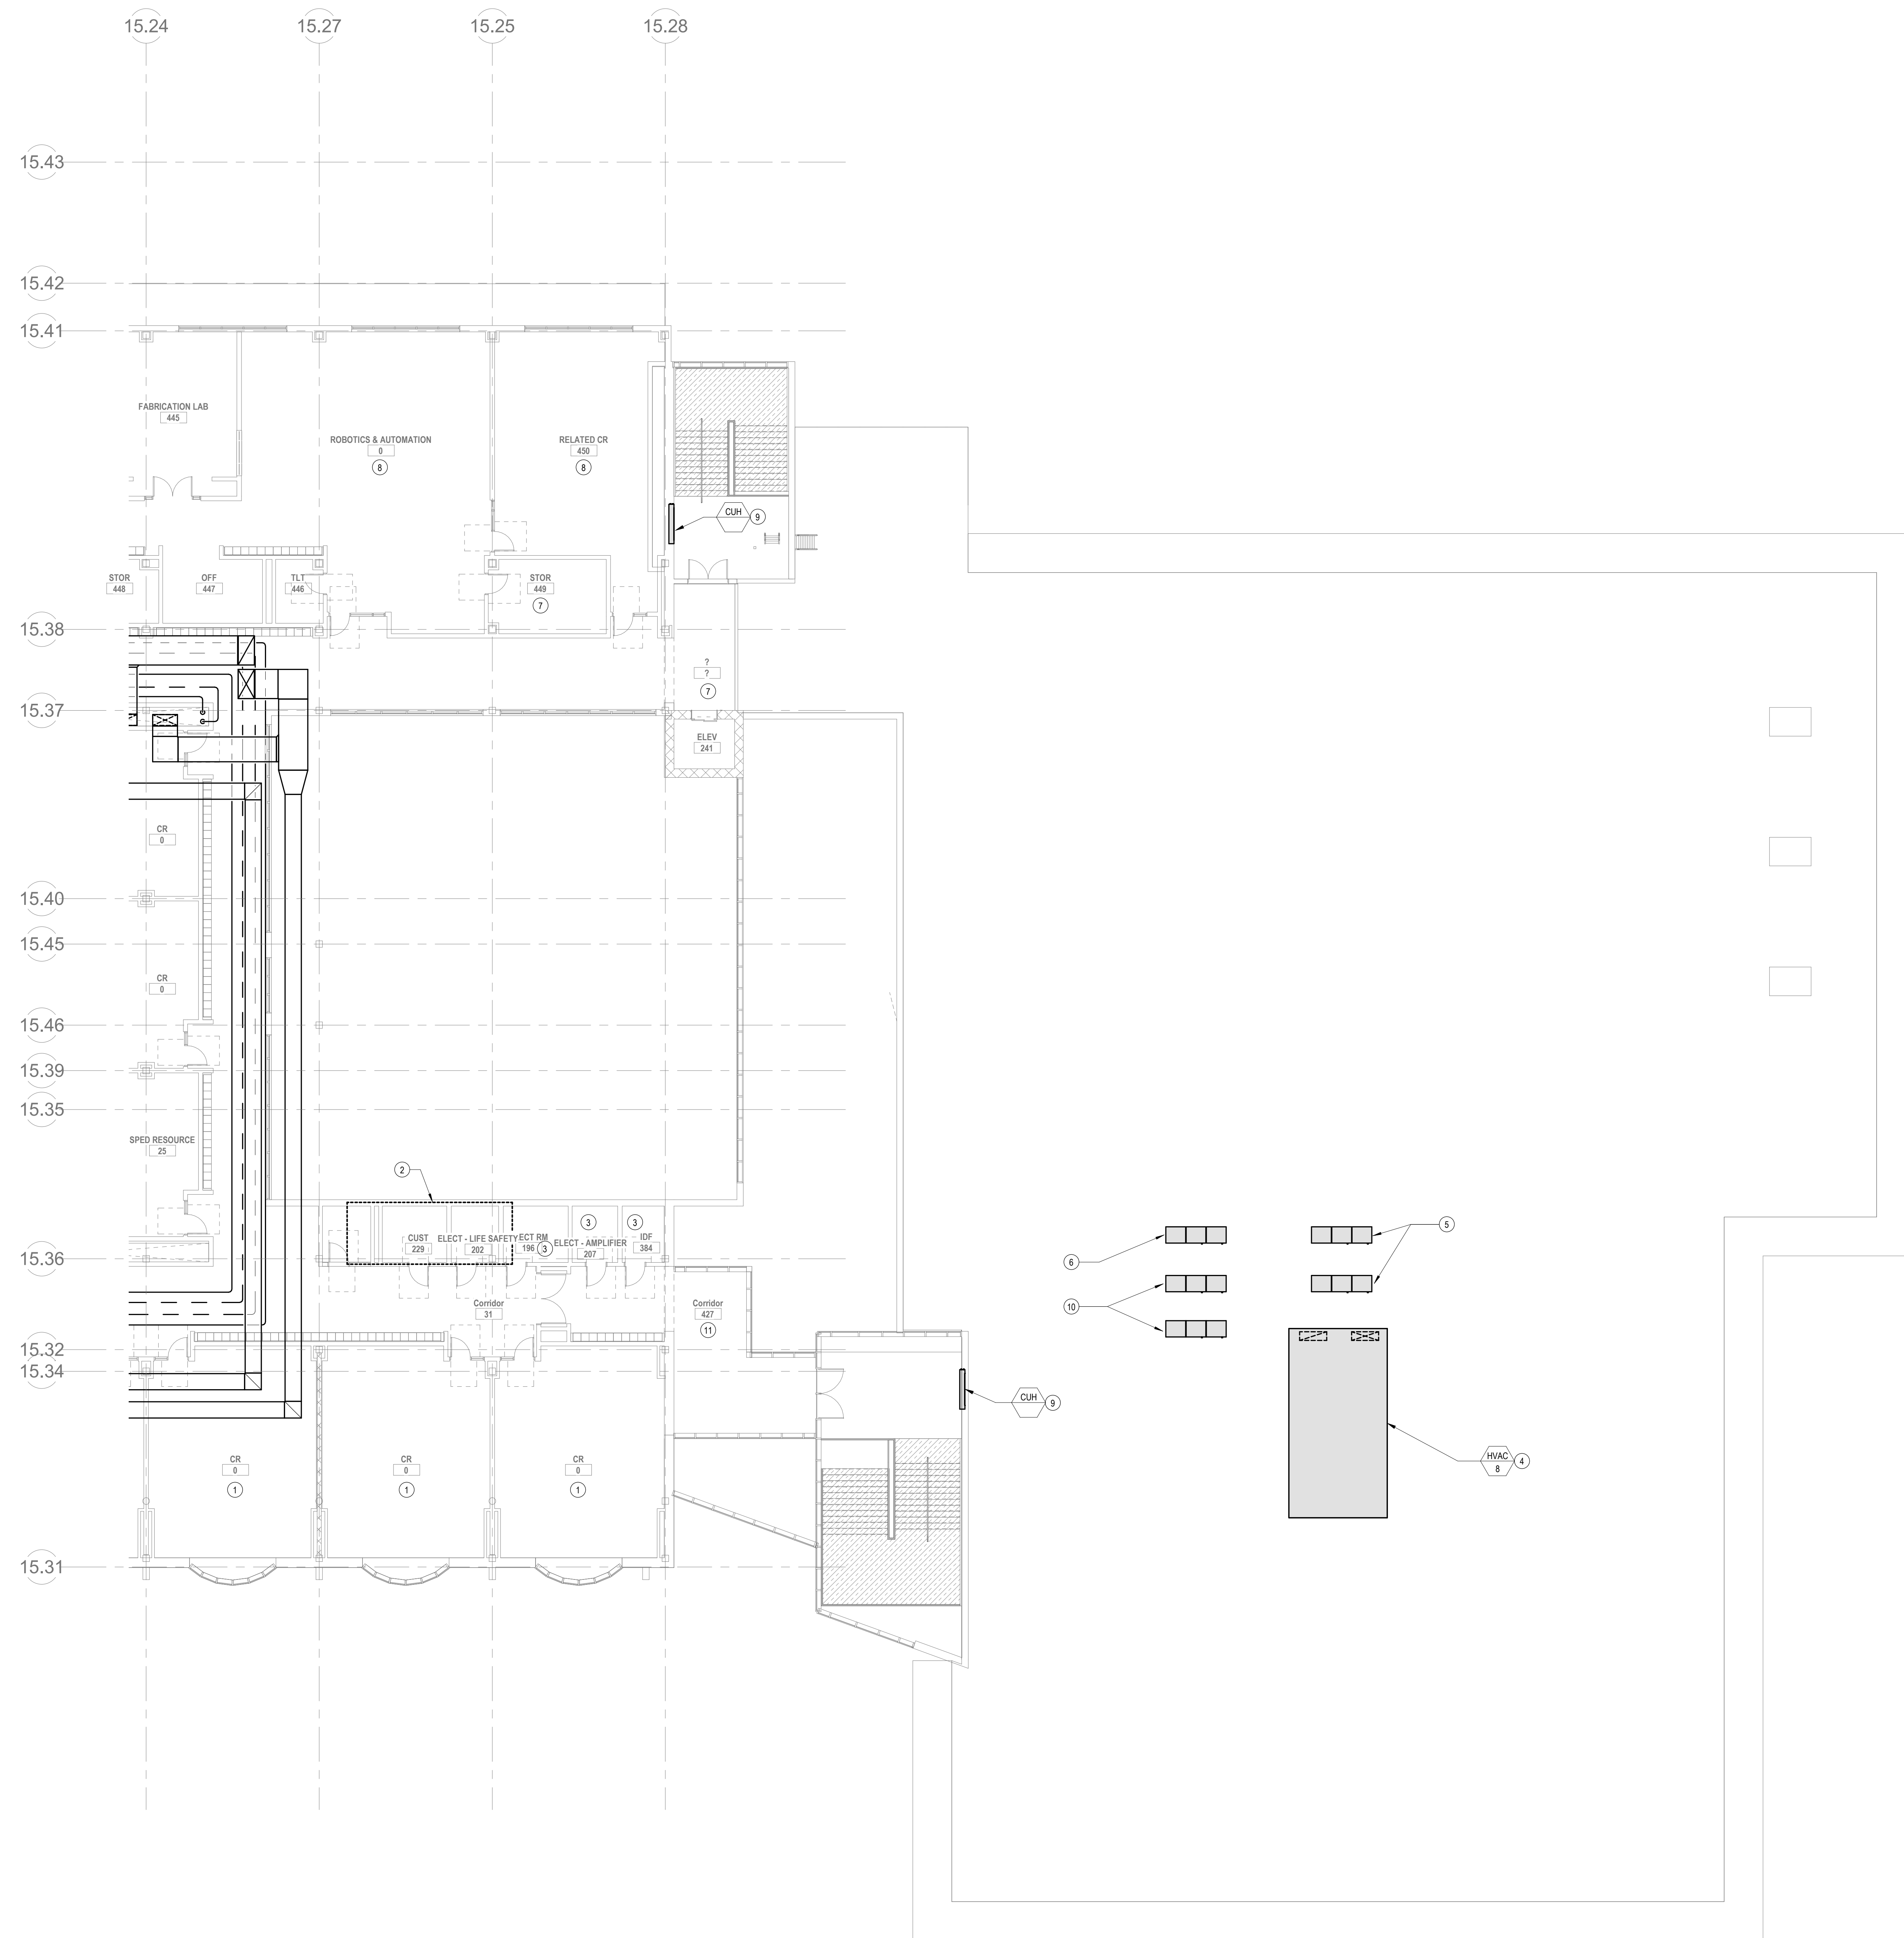 15.24
15.27
15.25
15.28
15.43
15.42
15.41
FABRICATION LAB
445
ROBOTICS & AUTOMATION
0
8
RELATED CR
450
8
CUH
9
STOR
448
OFF
447
TLT
446
STOR
449
7
15.38
?
?
7
15.37
ELEV
241
CR
0
15.40
15.45
CR
0
15.46
15.39
15.35
SPED RESOURCE
25
2
3
3
5
CUST
229
ELECT - LIFE SAFETY
202
ECT RM
196
3
ELECT - AMPLIFIER
207
IDF
384
15.36
6
Corridor
31
Corridor
427
11
10
15.32
15.34
CUH
9
CR
0
1
CR
0
1
CR
0
1
HVAC
8
4
15.31